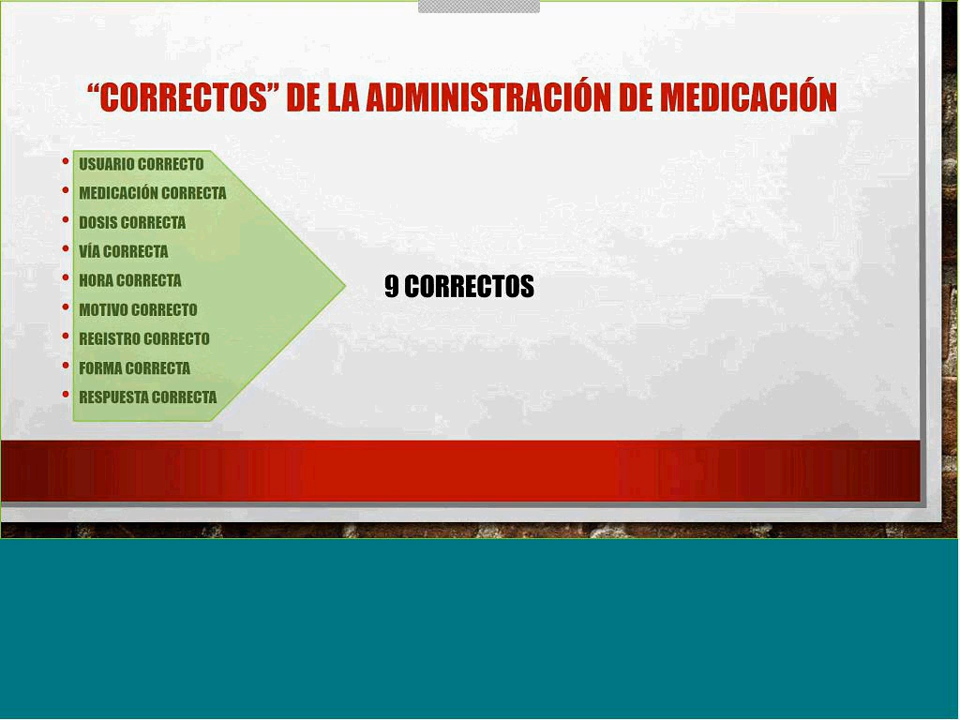 “CORRECTOS” DE LA ADMINISTRACIÓN DE MEDICACIÓN
• USUARIO CORRECTO
• MEDICACIÓN CORRECTA
• DOSIS CORRECTA
• VÍA CORRECTA
• HORA CORRECTA
• MOTIVO CORRECTO
• REGISTRO CORRECTO
• FORMA CORRECTA
• RESPUESTA CORRECTA
9 CORRECTOS